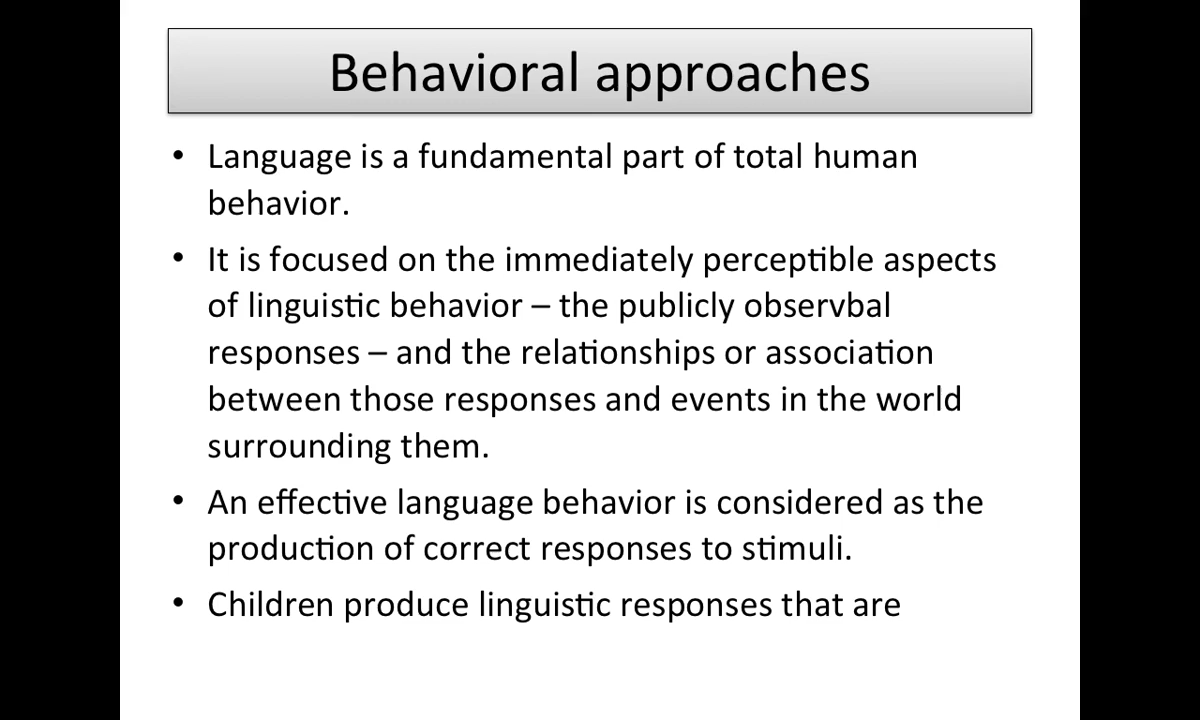 Behavioral approaches
• Language is a fundamental part of total human
behavior.
• It is focused on the immediately perceptible aspects
of linguistic behavior – the publicly observbal
responses – and the relationships or association
between those responses and events in the world
surrounding them.
• An effective language behavior is considered as the
production of correct responses to stimuli.
• Children produce linguistic responses that are